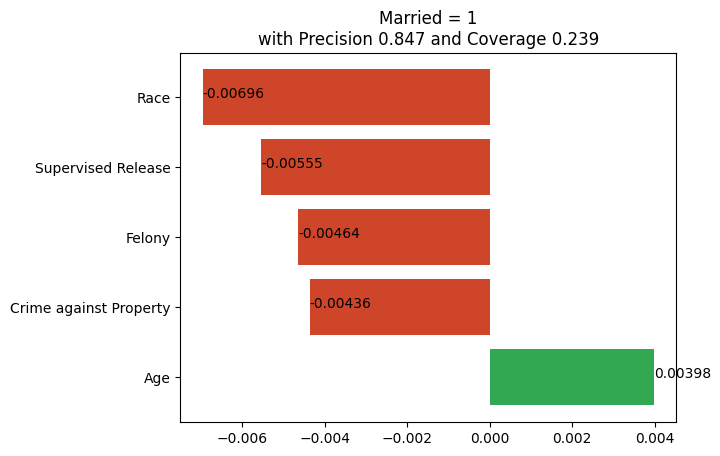 Married = 1
with Precision 0.847 and Coverage 0.239
Race
-0.00696
Supervised Release
-0.00555
Felony
-0.00464
Crime against Property
-0.00436
Age
0.00398
−0.006 −0.004 −0.002 0.000 0.002 0.004